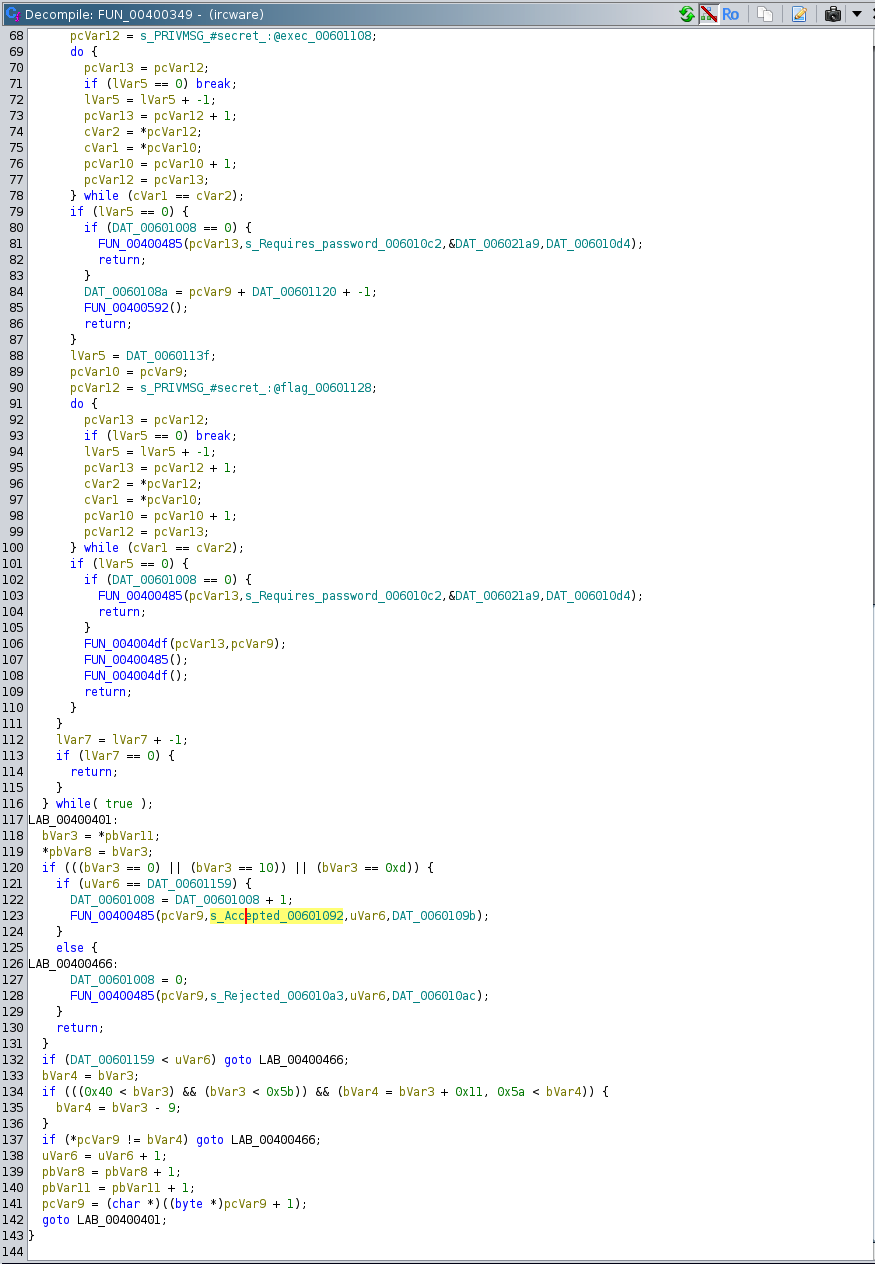 Decompile: FUN_00400349 - (ircware)
Ro
68 pcVar12 = s_PRIVMSG_#secret_:@exec_00601108;
69 do {
70 pcVar13 = pcVar12;
71 if (lVar5 == 0) break;
72 lVar5 = lVar5 + -1;
73 pcVar13 = pcVar12 + 1;
74 cVar2 = *pcVar12;
75 cVar1 = *pcVar10;
76 pcVar10 = pcVar10 + 1;
77 pcVar12 = pcVar13;
78 } while (cVar1 == cVar2);
79 if (lVar5 == 0) {
80 if (DAT_00601008 == 0) {
81 FUN_00400485(pcVar13,s_Requires_password_006010c2,&DAT_006021a9,DAT_006010d4);
82 return;
83 }
84 DAT_0060108a = pcVar9 + DAT_00601120 + -1;
85 FUN_00400592();
86 return;
87 }
88 lVar5 = DAT_0060113f;
89 pcVar10 = pcVar9;
90 pcVar12 = s_PRIVMSG_#secret_:@flag_00601128;
91 do {
92 pcVar13 = pcVar12;
93 if (lVar5 == 0) break;
94 lVar5 = lVar5 + -1;
95 pcVar13 = pcVar12 + 1;
96 cVar2 = *pcVar12;
97 cVar1 = *pcVar10;
98 pcVar10 = pcVar10 + 1;
99 pcVar12 = pcVar13;
100 } while (cVar1 == cVar2);
101 if (lVar5 == 0) {
102 if (DAT_00601008 == 0) {
103 FUN_00400485(pcVar13,s_Requires_password_006010c2,&DAT_006021a9,DAT_006010d4);
104 return;
105 }
106 FUN_004004df(pcVar13,pcVar9);
107 FUN_00400485();
108 FUN_004004df();
109 return;
110 }
111 }
112 lVar7 = lVar7 + -1;
113 if (lVar7 == 0) {
114 return;
115 }
116 } while( true );
117 LAB_00400401:
118 bVar3 = *pbVar11;
119 *pbVar8 = bVar3;
120 if (((bVar3 == 0) || (bVar3 == 10)) || (bVar3 == 0xd)) {
121 if (uVar6 == DAT_00601159) {
122 DAT_00601008 = DAT_00601008 + 1;
123 FUN_00400485(pcVar9,s_Accepted_00601092,uVar6,DAT_0060109b);
124 }
125 else {
126 LAB_00400466:
127 DAT_00601008 = 0;
128 FUN_00400485(pcVar9,s_Rejected_006010a3,uVar6,DAT_006010ac);
129 }
130 return;
131 }
132 if (DAT_00601159 < uVar6) goto LAB_00400466;
133 bVar4 = bVar3;
134 if (((0x40 < bVar3) && (bVar3 < 0x5b)) && (bVar4 = bVar3 + 0x11, 0x5a < bVar4)) {
135 bVar4 = bVar3 - 9;
136 }
137 if (*pcVar9 != bVar4) goto LAB_00400466;
138 uVar6 = uVar6 + 1;
139 pbVar8 = pbVar8 + 1;
140 pbVar11 = pbVar11 + 1;
141 pcVar9 = (char *)((byte *)pcVar9 + 1);
142 goto LAB_00400401;
143 }
144